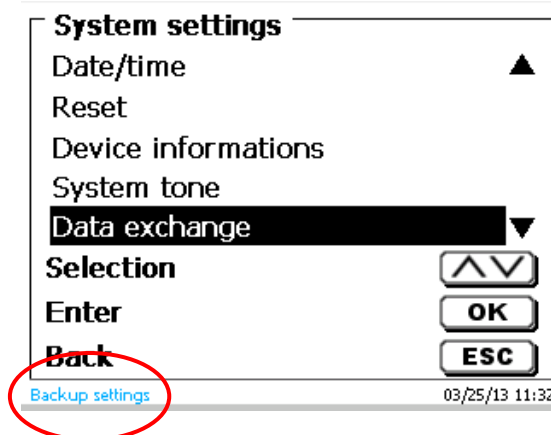 System settings
Date/time
Reset
Device informations
System tone
Data exchange
Selection
Enter OK
Back ESC
Backup settings 03/25/13 11:32